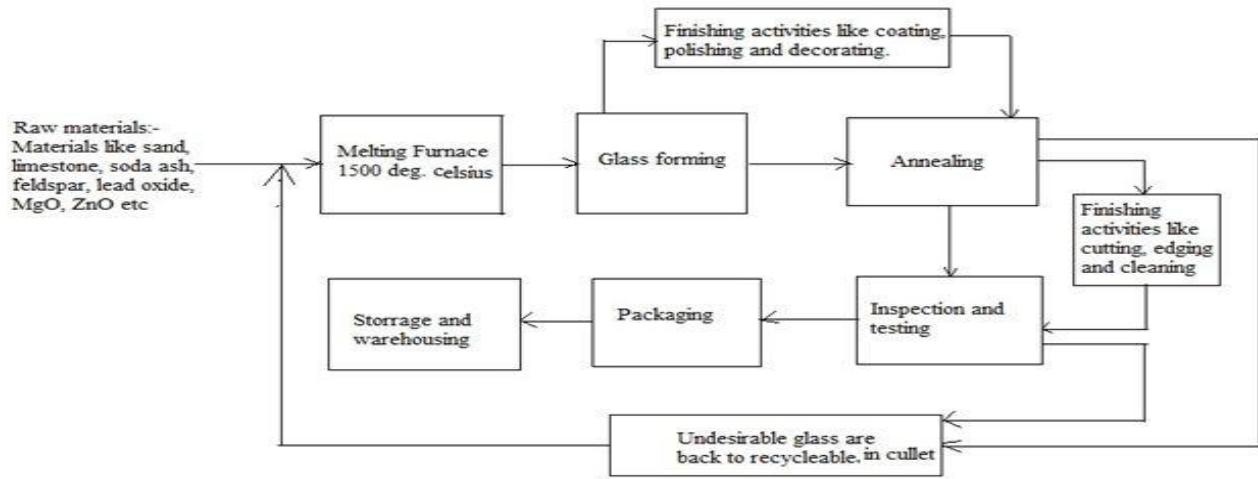 Finishing activities like coating,
polishing and decorating.
Raw materials:-
Materials like sand,
limestone, soda ash,
feldspar, lead oxide,
MgO, ZnO etc
Melting Furnace
1500 deg. Celsius
Glass forming
Annealing
Finishing
activities like
cutting, edging
and cleaning
Storrage and
warehousing
Packaging
Inspection and
testing
Undesirable glass are
back to recycleable. in cullet